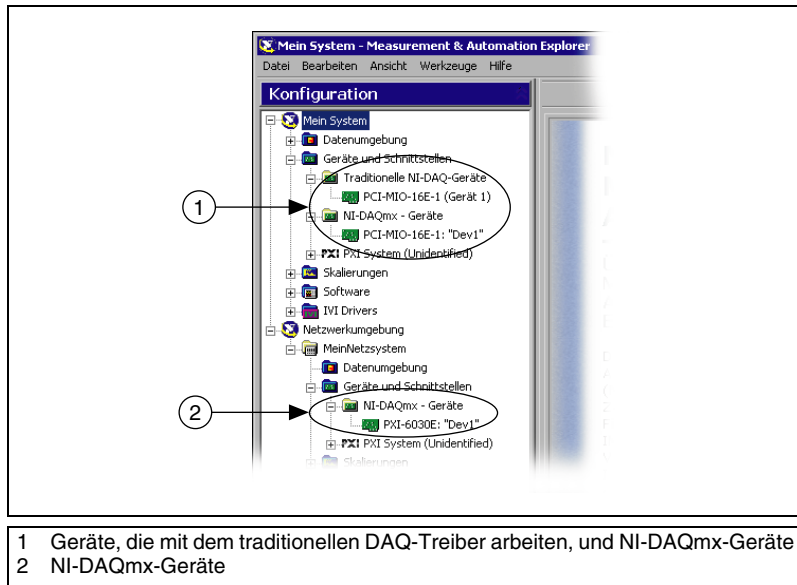 Mein System - Measurement & Automation Explorer
Datei Bearbeiten Ansicht Werkzeuge Hilfe
Konfiguration
Mein System
Datenumgebung
Geräte und Schnittstellen
Traditionelle NI-DAQ-Geräte
PCI-MIO-16E-1 (Gerät 1)
1
NI-DAQmx - Geräte
PCI-MIO-16E-1: "Dev1"
PXI PXI System (Unidentified)
Skalierungen
Software
IVI Drivers
Netzwerkumgebung
MeinNetzsystem
Datenumgebung
Geräte und Schnittstellen
NI-DAQmx - Geräte
2
PXI-6030E: "Dev1"
PXI PXI System (Unidentified)
Skalierungen
1 Geräte, die mit dem traditionellen DAQ-Treiber arbeiten, und NI-DAQmx-Geräte
2 NI-DAQmx-Geräte